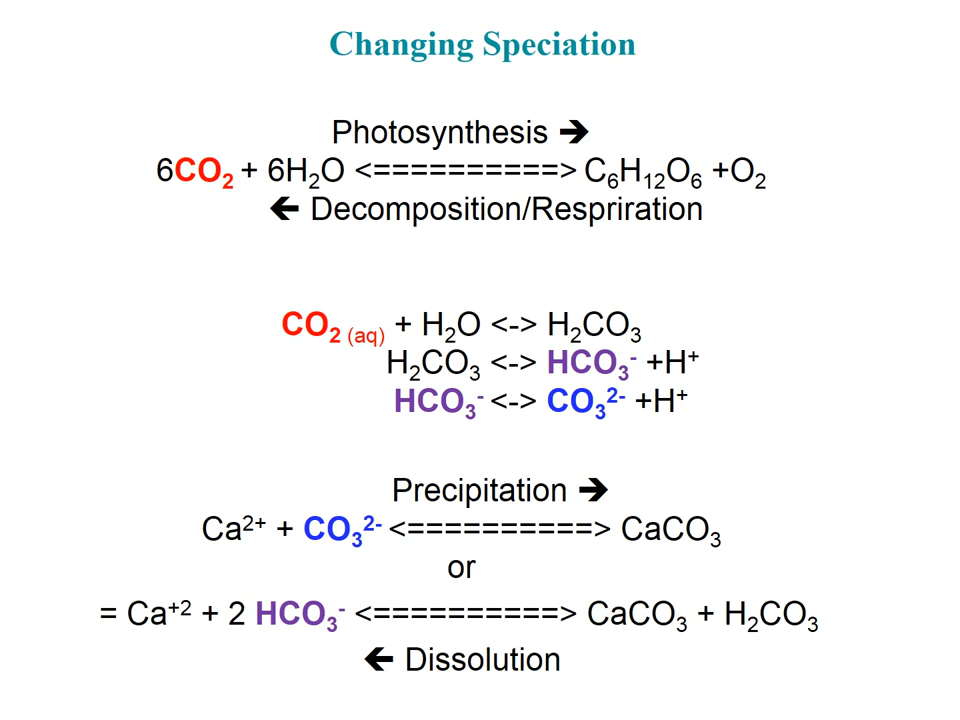 Changing Speciation
Photosynthesis 🡪
6CO₂ + 6H₂O <==========> C₆H₁₂O₆ +O₂
🡨 Decomposition/Respriration
CO₂ (aq) + H₂O <-> H₂CO₃
H₂CO₃ <-> HCO₃⁻ +H⁺
HCO₃⁻ <-> CO₃²⁻ +H⁺
Precipitation 🡪
Ca²⁺ + CO₃²⁻ <==========> CaCO₃
or
= Ca⁺² + 2 HCO₃⁻ <==========> CaCO₃ + H₂CO₃
🡨 Dissolution